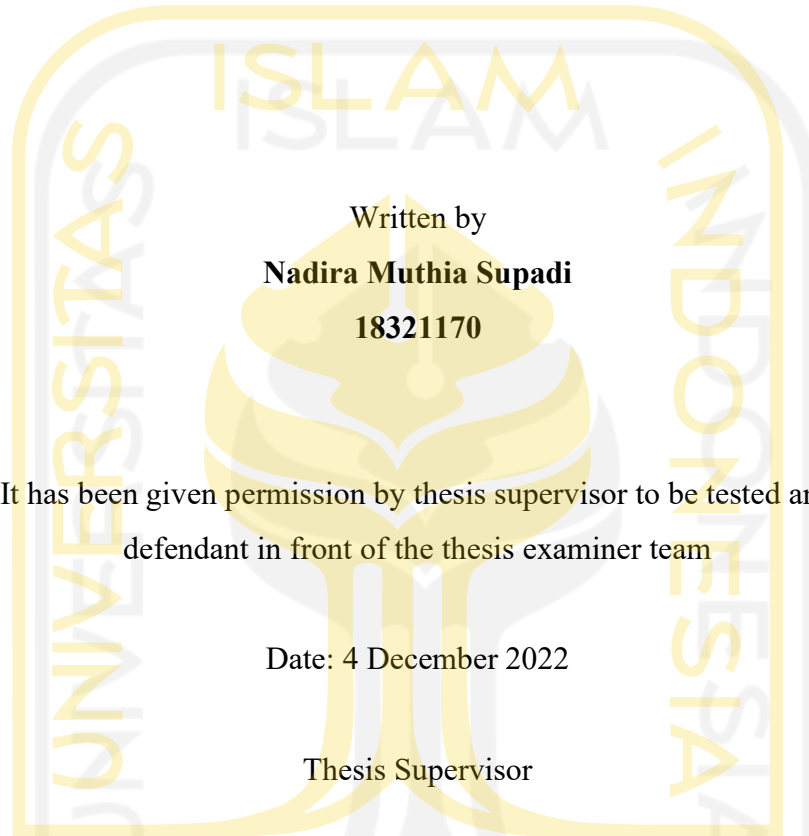 UNIVERSITAS ISLAM INDONESIA
Written by
Nadira Muthia Supadi
18321170
It has been given permission by thesis supervisor to be tested
defendant in front of the thesis examiner team
Date: 4 December 2022
Thesis Supervisor